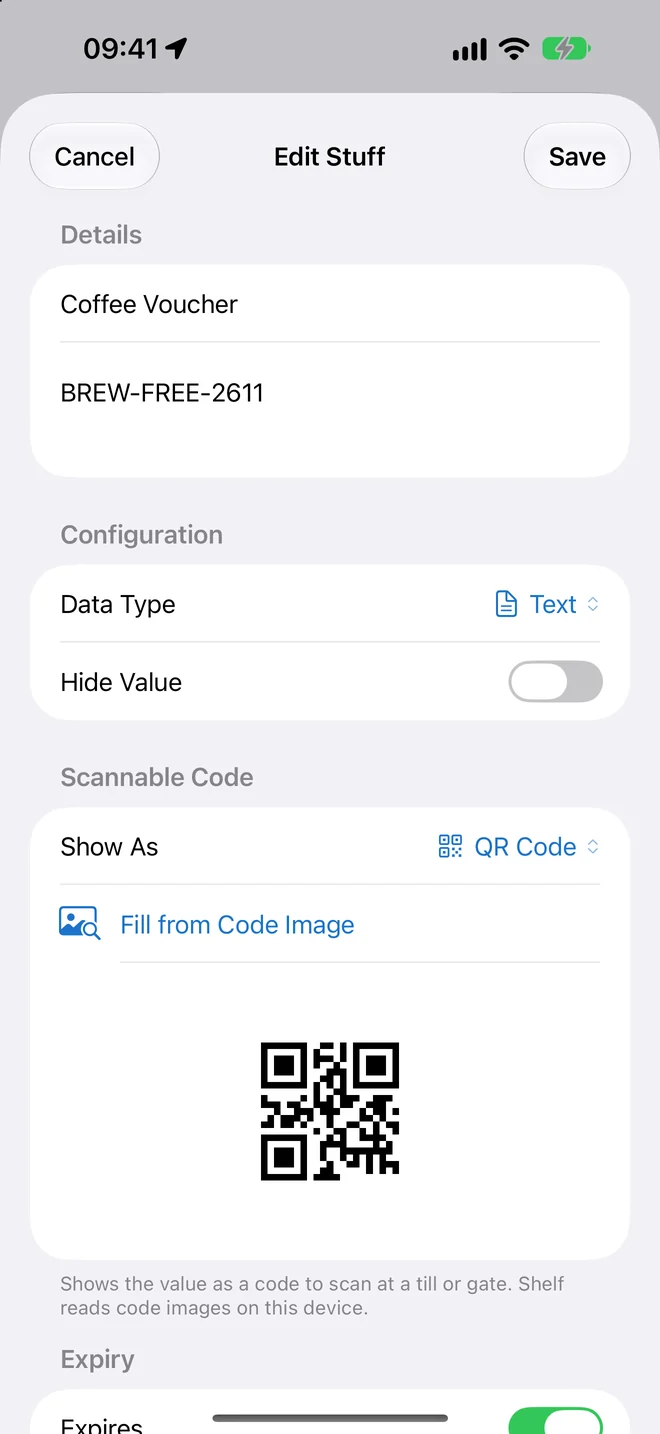 09:41
Cancel
Edit Stuff
Save
Details
Coffee Voucher
BREW-FREE-2611
Configuration
Data Type
Text
Hide Value
Scannable Code
Show As
QR Code
Fill from Code Image
Shows the value as a code to scan at a till or gate. Shelf
reads code images on this device.
Expiry
Expires